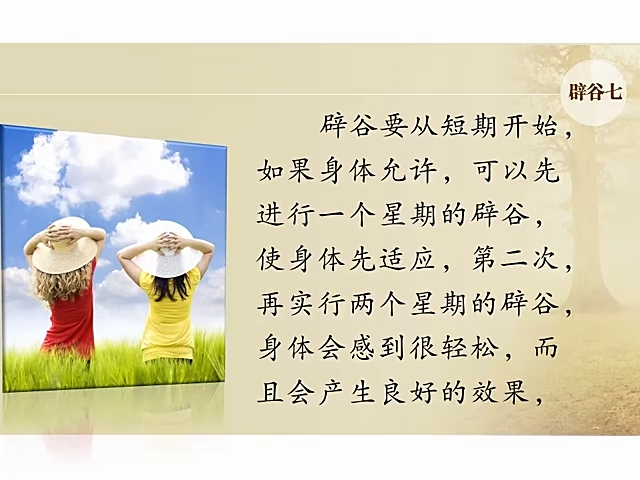 辟谷七
辟谷要从短期开始，
如果身体允许，可以先
进行一个星期的辟谷，
使身体先适应，第二次，
再实行两个星期的辟谷，
身体会感到很轻松，而
且会产生良好的效果，